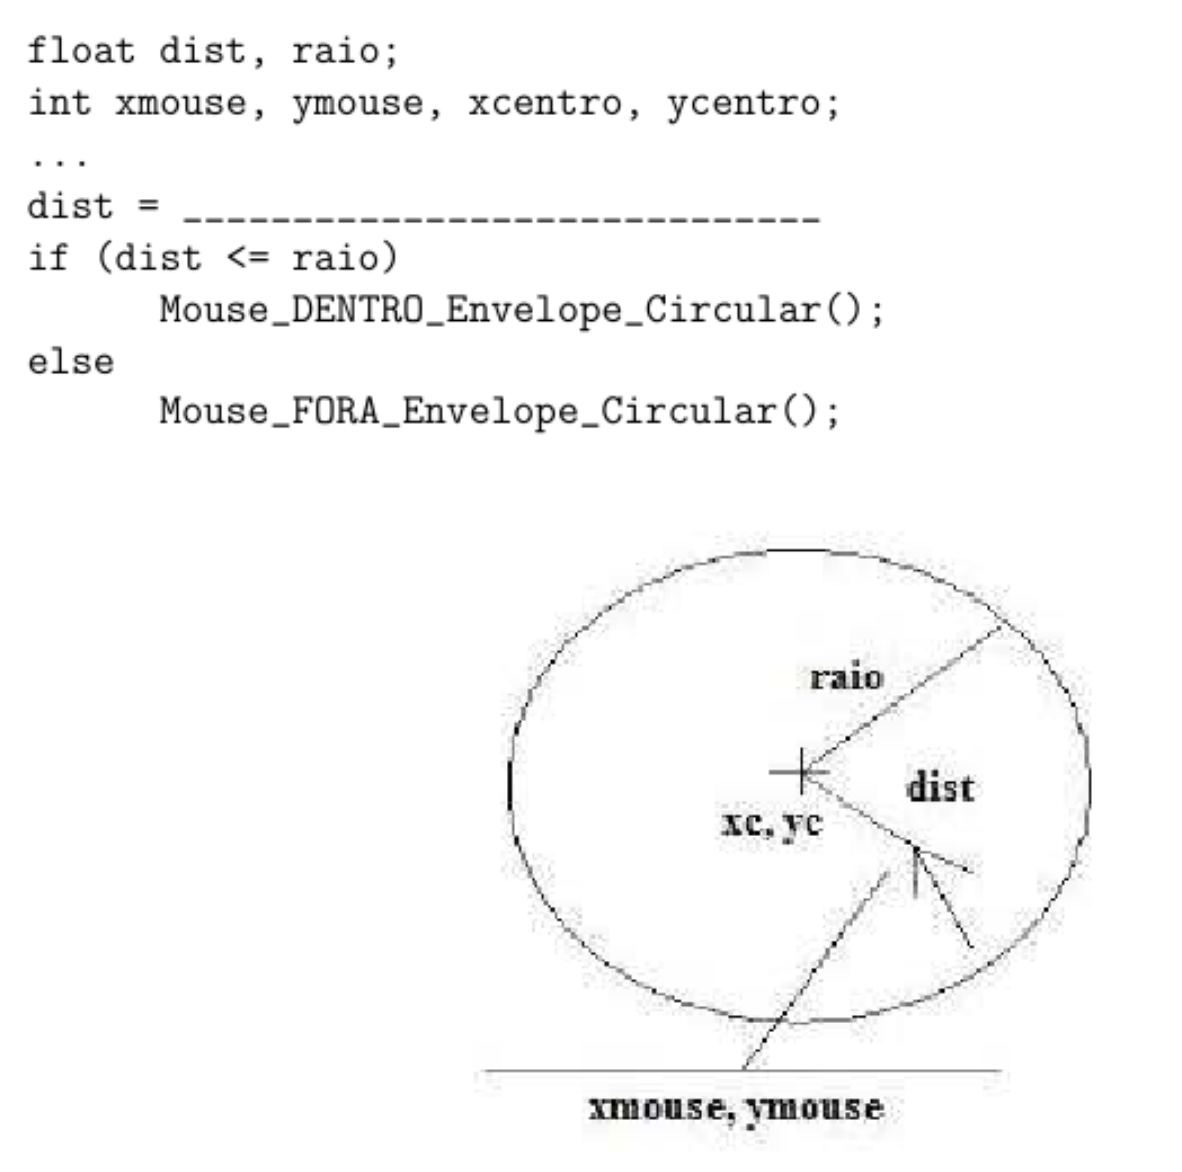 float dist, raio;
int xmouse, ymouse, xcentro, ycentro;
...
dist = _____________________________
if (dist <= raio)
Mouse_DENTRO_Envelope_Circular();
else
Mouse_FORA_Envelope_Circular();
raio
dist
xc, yc
xmouse, ymouse